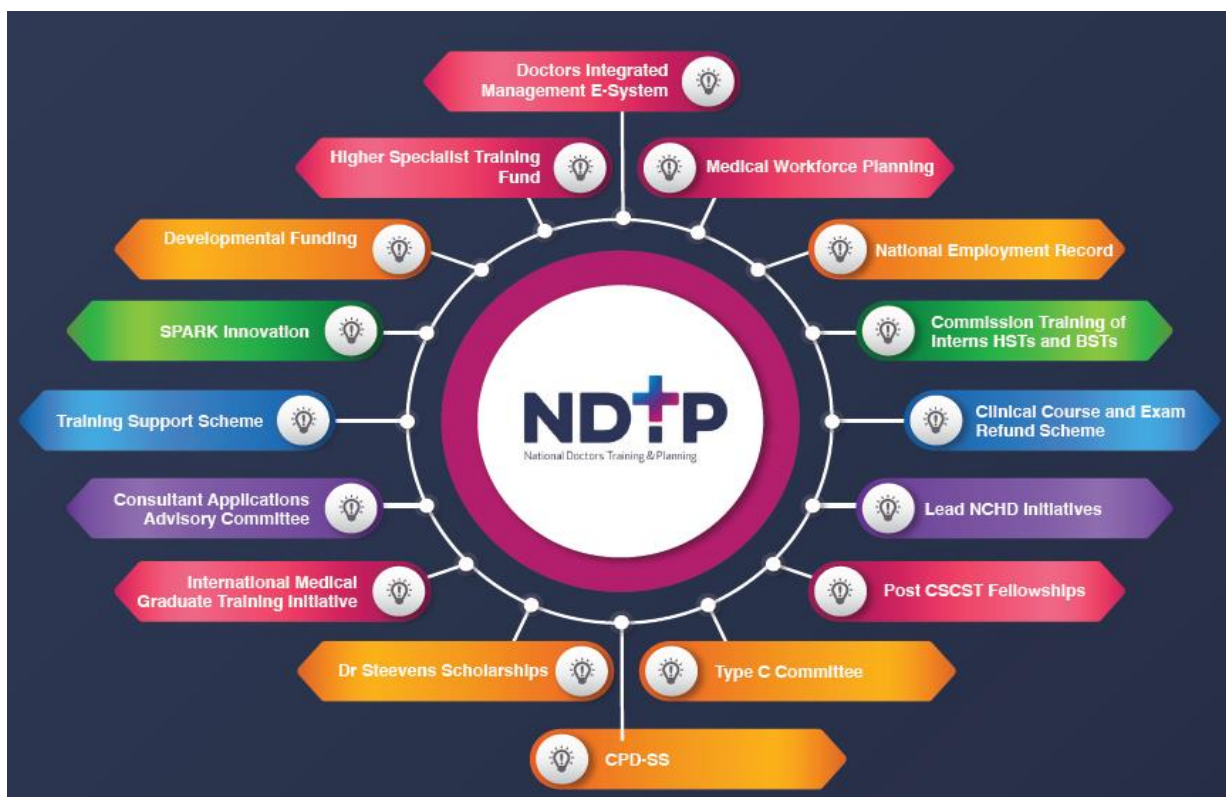 Doctors Integrated
Management E-System
Higher Specialist Training
Fund
Medical Workforce Planning
Developmental Funding
National Employment Record
SPARK Innovation
Commission Training of
Interns HSTs and BSTs
NDTP
National Doctors Training & Planning
Training Support Scheme
Clinical Course and Exam
Refund Scheme
Consultant Applications
Advisory Committee
Lead NCHD Initiatives
International Medical
Graduate Training Initiative
Post CSCST Fellowships
Dr Steevens Scholarships
Type C Committee
CPD-SS